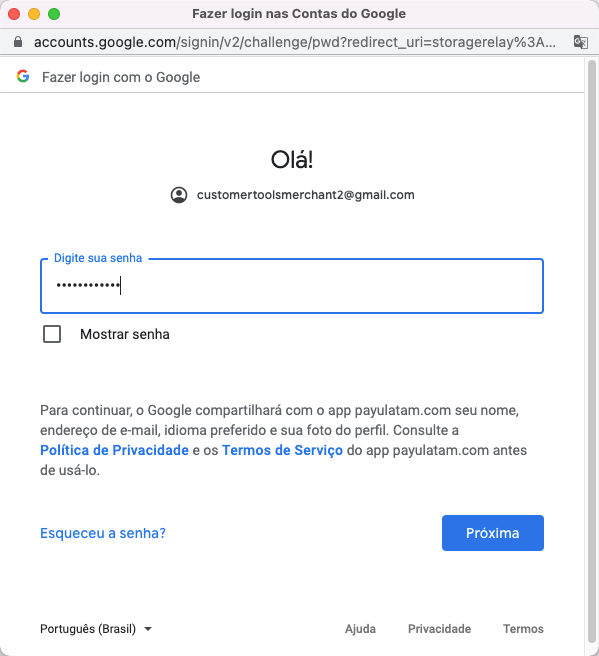 Fazer login nas Contas do Google
accounts.google.com/signin/v2/challenge/pwd?redirect_uri=storagerelay%3A...
Fazer login com o Google
Olá!
customertoolsmerchant2@gmail.com
Digite sua senha
••••••••••••
Mostrar senha
Para continuar, o Google compartilhará com o app payulatam.com seu nome,
endereço de e-mail, idioma preferido e sua foto do perfil. Consulte a
Política de Privacidade e os Termos de Serviço do app payulatam.com antes
de usá-lo.
Esqueceu a senha?
Próxima
Português (Brasil)
Ajuda Privacidade Termos